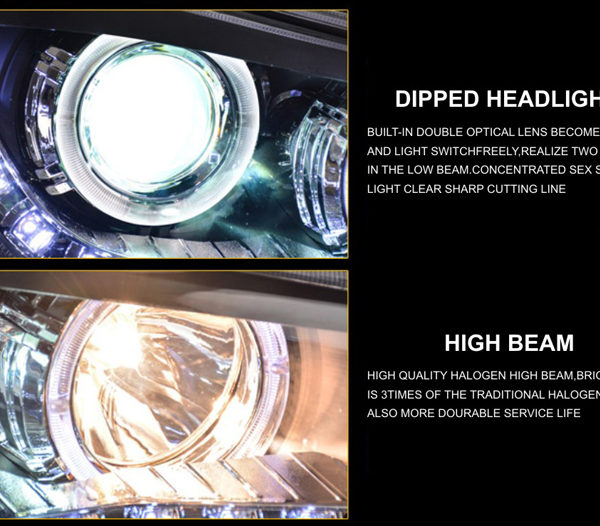 DIPPED HEADLIGH
BUILT-IN DOUBLE OPTICAL LENS BECOME
AND LIGHT SWITCHFREELY,REALIZE TWO
IN THE LOW BEAM.CONCENTRATED SEX S
LIGHT CLEAR SHARP CUTTING LINE
HIGH BEAM
HIGH QUALITY HALOGEN HIGH BEAM,BRIG
IS 3TIMES OF THE TRADITIONAL HALOGEN
ALSO MORE DOURABLE SERVICE LIFE